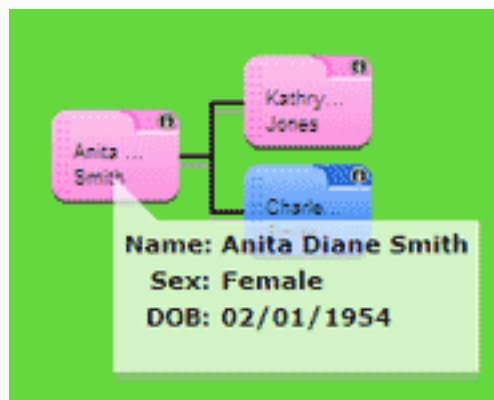 Kathry...
Jones
Anita ...
Smith
Charle...
Name: Anita Diane Smith
Sex: Female
DOB: 02/01/1954